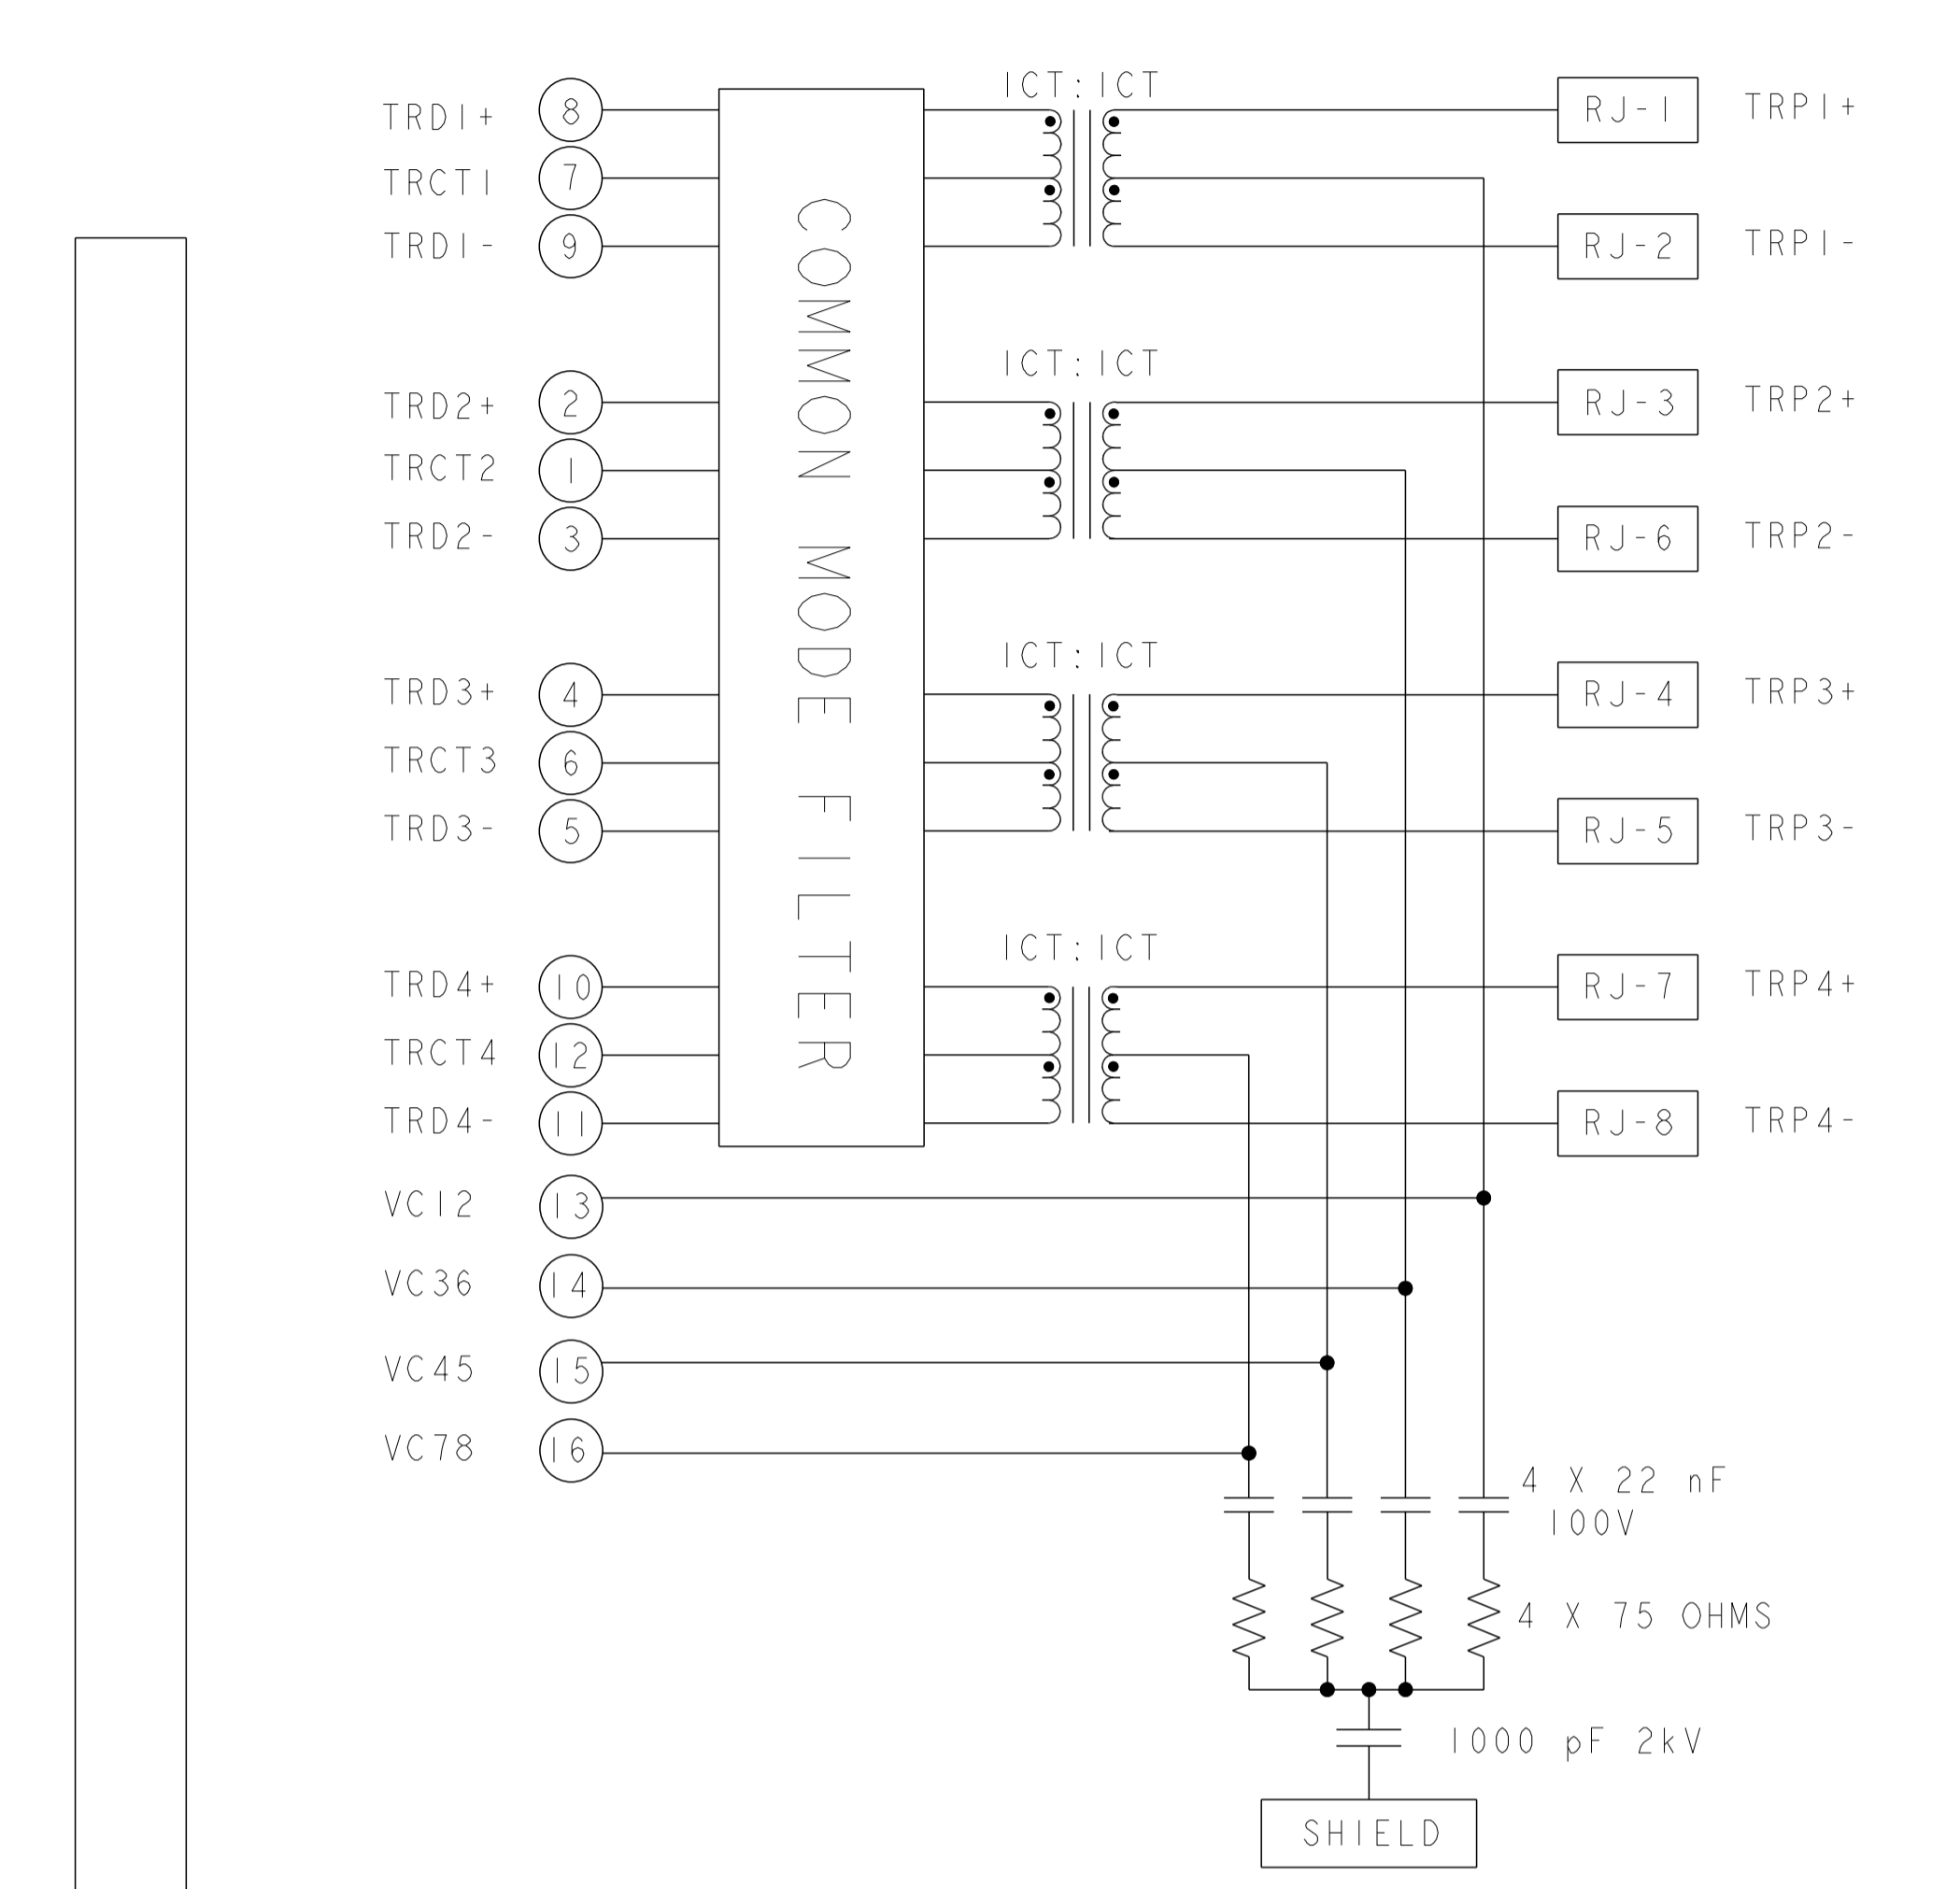 1CT:1CT
TRD1+ 8 RJ-1 TRP1+
TRCT1 7
TRD1- 9 RJ-2 TRP1-
COMMON MODE FILTER
1CT:1CT
TRD2+ 2 RJ-3 TRP2+
TRCT2 1
TRD2- 3 RJ-6 TRP2-
1CT:1CT
TRD3+ 4 RJ-4 TRP3+
TRCT3 6
TRD3- 5 RJ-5 TRP3-
1CT:1CT
TRD4+ 10 RJ-7 TRP4+
TRCT4 12
TRD4- 11 RJ-8 TRP4-
VC12 13
VC36 14
VC45 15
VC78 16
4 X 22 nF
100V
4 X 75 OHMS
1000 pF 2kV
SHIELD